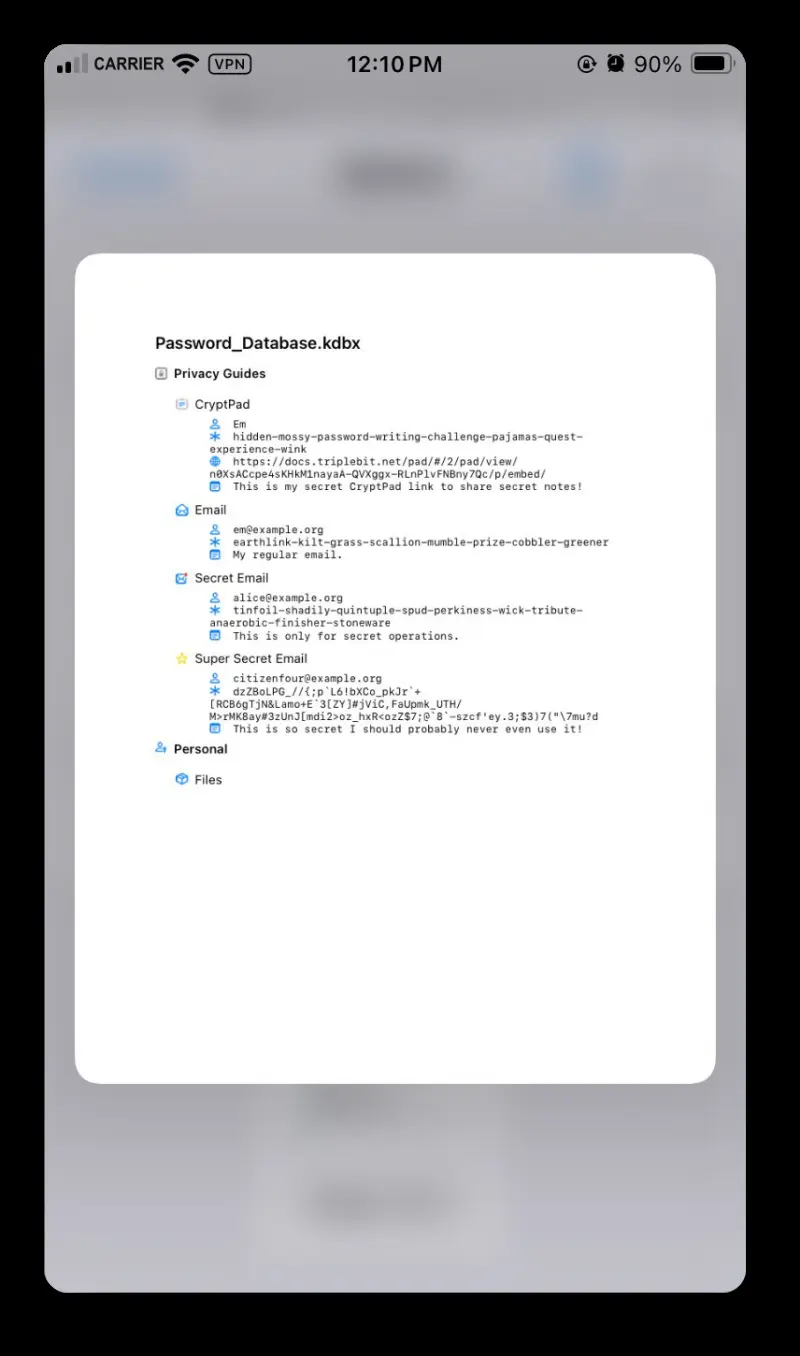 CARRIER VPN 12:10 PM 90%
Password_Database.kdbx
Privacy Guides
CryptPad
Em
hidden-mossy-password-writing-challenge-pajamas-quest-
experience-wink
https://docs.triplebit.net/pad/#/2/pad/view/
n0XsACcpe4sKHkM1nayaA-QVXggx-RLnPlvFNBny7Qc/p/embed/
This is my secret CryptPad link to share secret notes!
Email
em@example.org
earthlink-kilt-grass-scallion-mumble-prize-cobbler-greener
My regular email.
Secret Email
alice@example.org
tinfoil-shadily-quintuple-spud-perkiness-wick-tribute-
anaerobic-finisher-stoneware
This is only for secret operations.
Super Secret Email
citizenfour@example.org
dzZBoLPG_//{;p`L6!bXCo_pkJr`+
[RCB6gTjN&Lamo+E`3[ZY]#jViC,FaUpmk_UTH/
M>rMK8ay#3zUnJ[mdi2>oz_hxR<ozZ$7;@`8`-szcf'ey.3;$3)7("\7mu?d
This is so secret I should probably never even use it!
Personal
Files